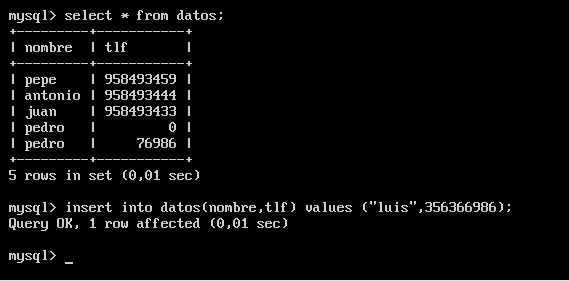 mysql> select * from datos;
+---------+-----------+
| nombre  | tlf       |
+---------+-----------+
| pepe    | 958493459 |
| antonio | 958493444 |
| juan    | 958493433 |
| pedro   |         0 |
| pedro   |     76986 |
+---------+-----------+
5 rows in set (0,01 sec)

mysql> insert into datos(nombre,tlf) values ("luis",356366986);
Query OK, 1 row affected (0,01 sec)

mysql> _